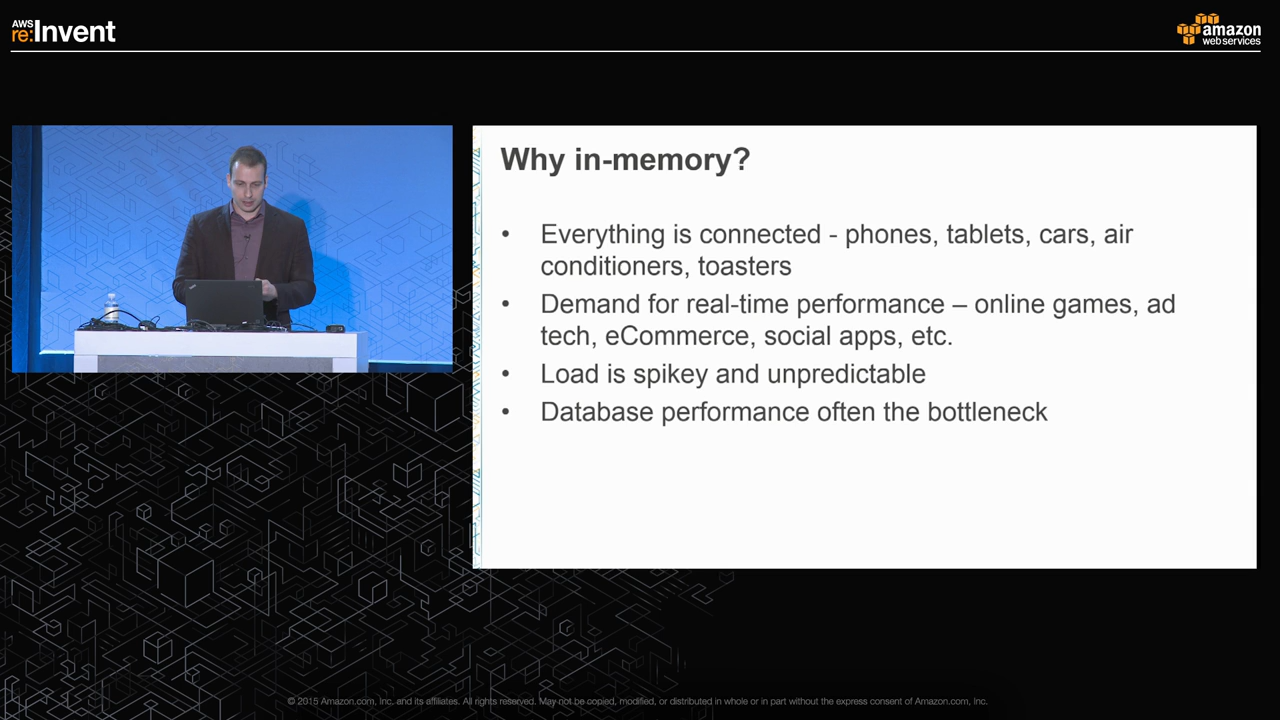 AWS
re:Invent
amazon
web services
Why in-memory?
• Everything is connected - phones, tablets, cars, air
conditioners, toasters
• Demand for real-time performance – online games, ad
tech, eCommerce, social apps, etc.
• Load is spikey and unpredictable
• Database performance often the bottleneck
© 2015 Amazon.com, Inc. and its affiliates. All rights reserved. May not be copied, modified, or distributed in whole or in part without the express consent of Amazon.com, Inc.